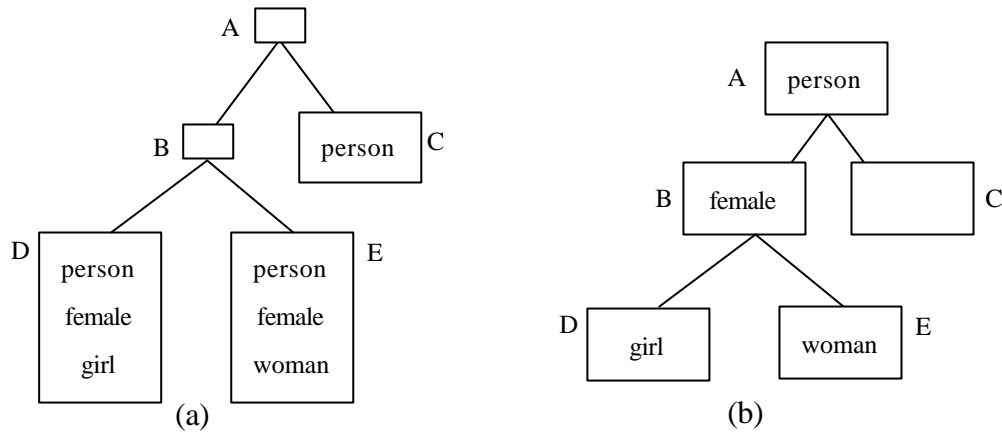 A
B
person
C
D
person
female
girl
person
female
woman
E
(a)
A
person
B
female
C
D
girl
woman
E
(b)